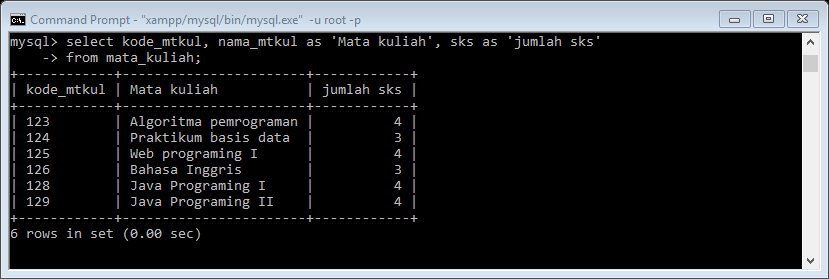 Command Prompt - "xampp/mysql/bin/mysql.exe" -u root -p
mysql> select kode_mtkul, nama_mtkul as 'Mata kuliah', sks as 'jumlah sks'
    -> from mata_kuliah;
+------------+----------------------+------------+
| kode_mtkul | Mata kuliah          | jumlah sks |
+------------+----------------------+------------+
| 123        | Algoritma pemrograman |          4 |
| 124        | Praktikum basis data  |          3 |
| 125        | Web programing I      |          4 |
| 126        | Bahasa Inggris        |          3 |
| 128        | Java Programing I     |          4 |
| 129        | Java Programing II    |          4 |
+------------+----------------------+------------+
6 rows in set (0.00 sec)